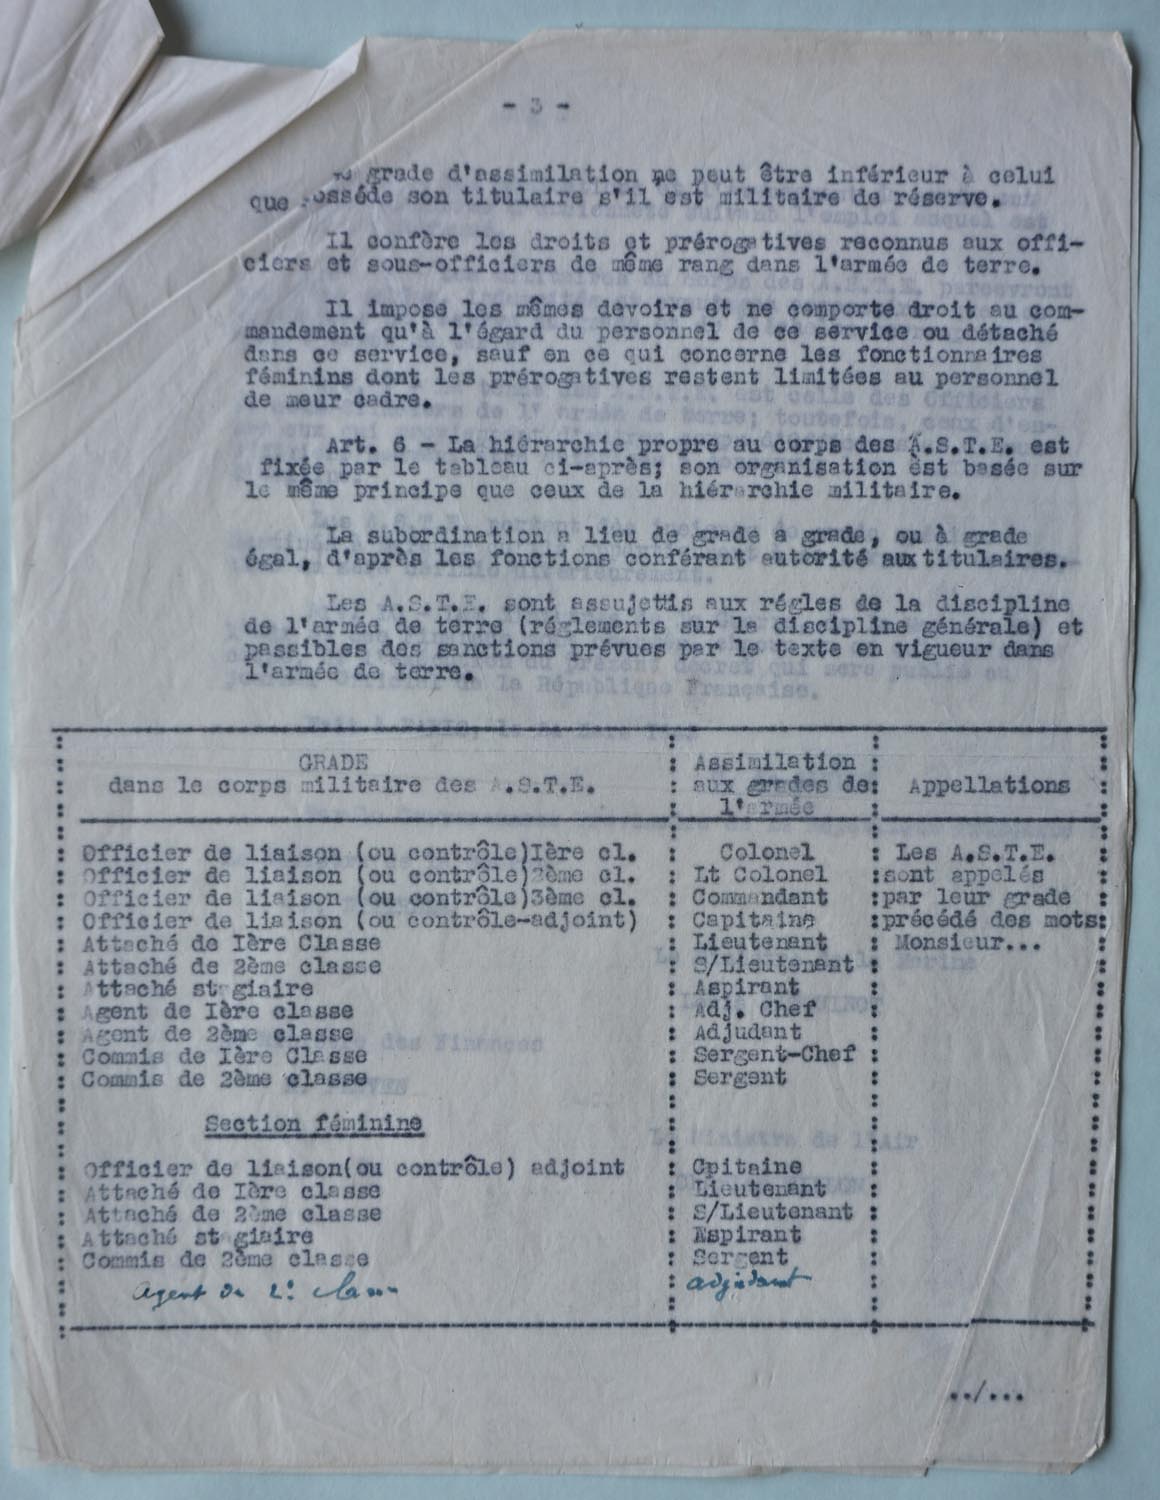 - 3 -
grade d'assimilation ne peut être inférieur à celui
que possède son titulaire s'il est militaire de réserve.
Il confère les droits et prérogatives reconnus aux offi-
ciers et sous-officiers de même rang dans l'armée de terre.
Il impose les mêmes devoirs et ne comporte droit au com-
mandement qu'à l'égard du personnel de ce service ou détaché
dans ce service, sauf en ce qui concerne les fonctionnaires
féminins dont les prérogatives restent limitées au personnel
de meur cadre.
Art. 6 - La hiérarchie propre au corps des A.S.T.E. est
fixée par le tableau ci-après; son organisation est basée sur
le même principe que ceux de la hiérarchie militaire.
La subordination a lieu de grade a grade, ou à grade
égal, d'après les fonctions conférant autorité aux titulaires.
Les A.S.T.E. sont assujettis aux régles de la discipline
de l'armée de terre (réglements sur la discipline générale) et
passibles des sanctions prévues par le texte en vigueur dans
l'armée de terre.
GRADE
dans le corps militaire des A.S.T.E.
Assimilation
aux grades de
l'armée
Appellations
Officier de liaison (ou contrôle)Ière cl. : Colonel : Les A.S.T.E.
Officier de liaison (ou contrôle)2ème cl. : Lt Colonel :sont appelés
Officier de liaison (ou contrôle)3ème cl. : Commandant :par leur grade
Officier de liaison (ou contrôle-adjoint) : Capitaine :précédé des mots:
Attaché de Ière Classe : Lieutenant : Monsieur...
Attaché de 2ème classe : S/Lieutenant :
Attaché stagiaire : Aspirant :
Agent de Ière classe : Adj. Chef :
Agent de 2ème classe : Adjudant :
Commis de Ière Classe : Sergent-Chef :
Commis de 2ème classe : Sergent :
Section féminine
Officier de liaison(ou contrôle) adjoint : Cpitaine :
Attaché de Ière classe : Lieutenant :
Attaché de 2ème classe : S/Lieutenant :
Attaché stagiaire : Aspirant :
Commis de 2ème classe : Sergent :
Agent de 2e classe adjudant
../...